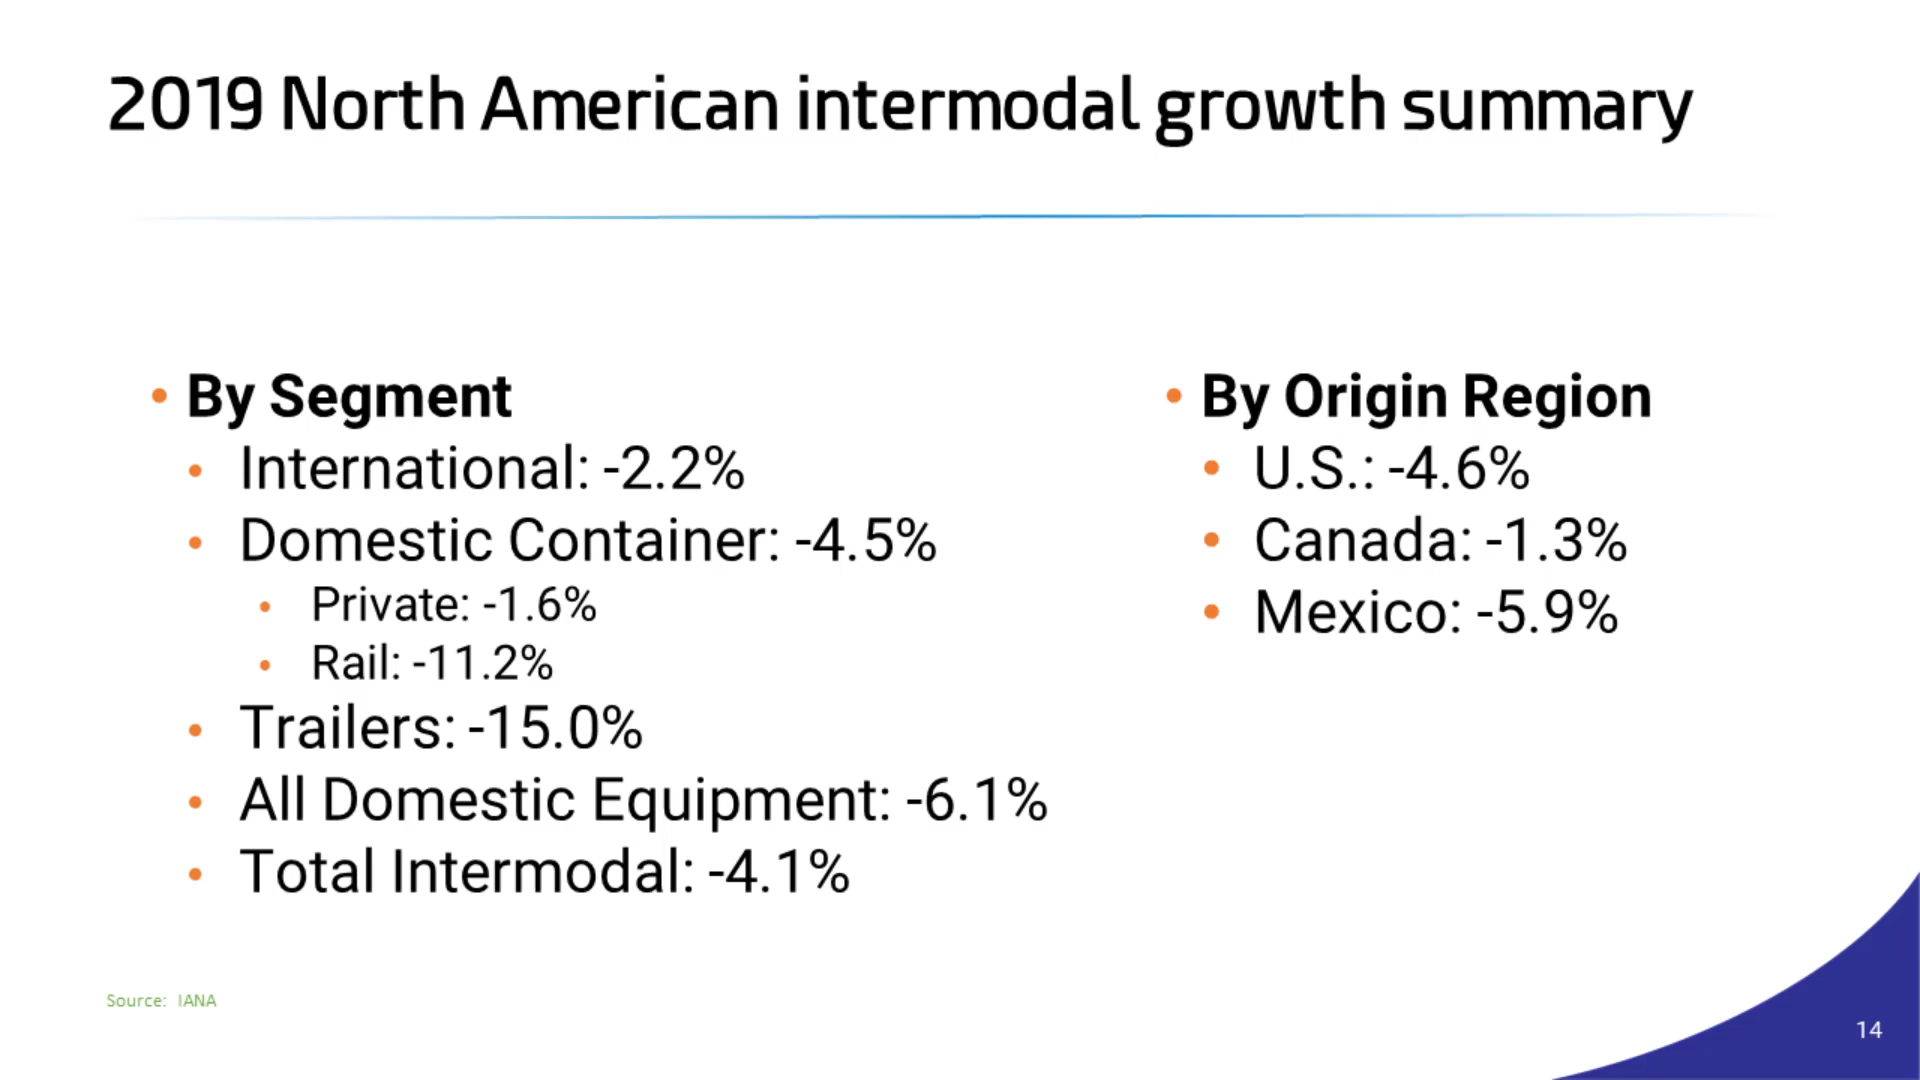 2019 North American intermodal growth summary
• By Segment
• International: -2.2%
• Domestic Container: -4.5%
• Private: -1.6%
• Rail: -11.2%
• Trailers: -15.0%
• All Domestic Equipment: -6.1%
• Total Intermodal: -4.1%
• By Origin Region
• U.S.: -4.6%
• Canada: -1.3%
• Mexico: -5.9%
Source: IANA
14